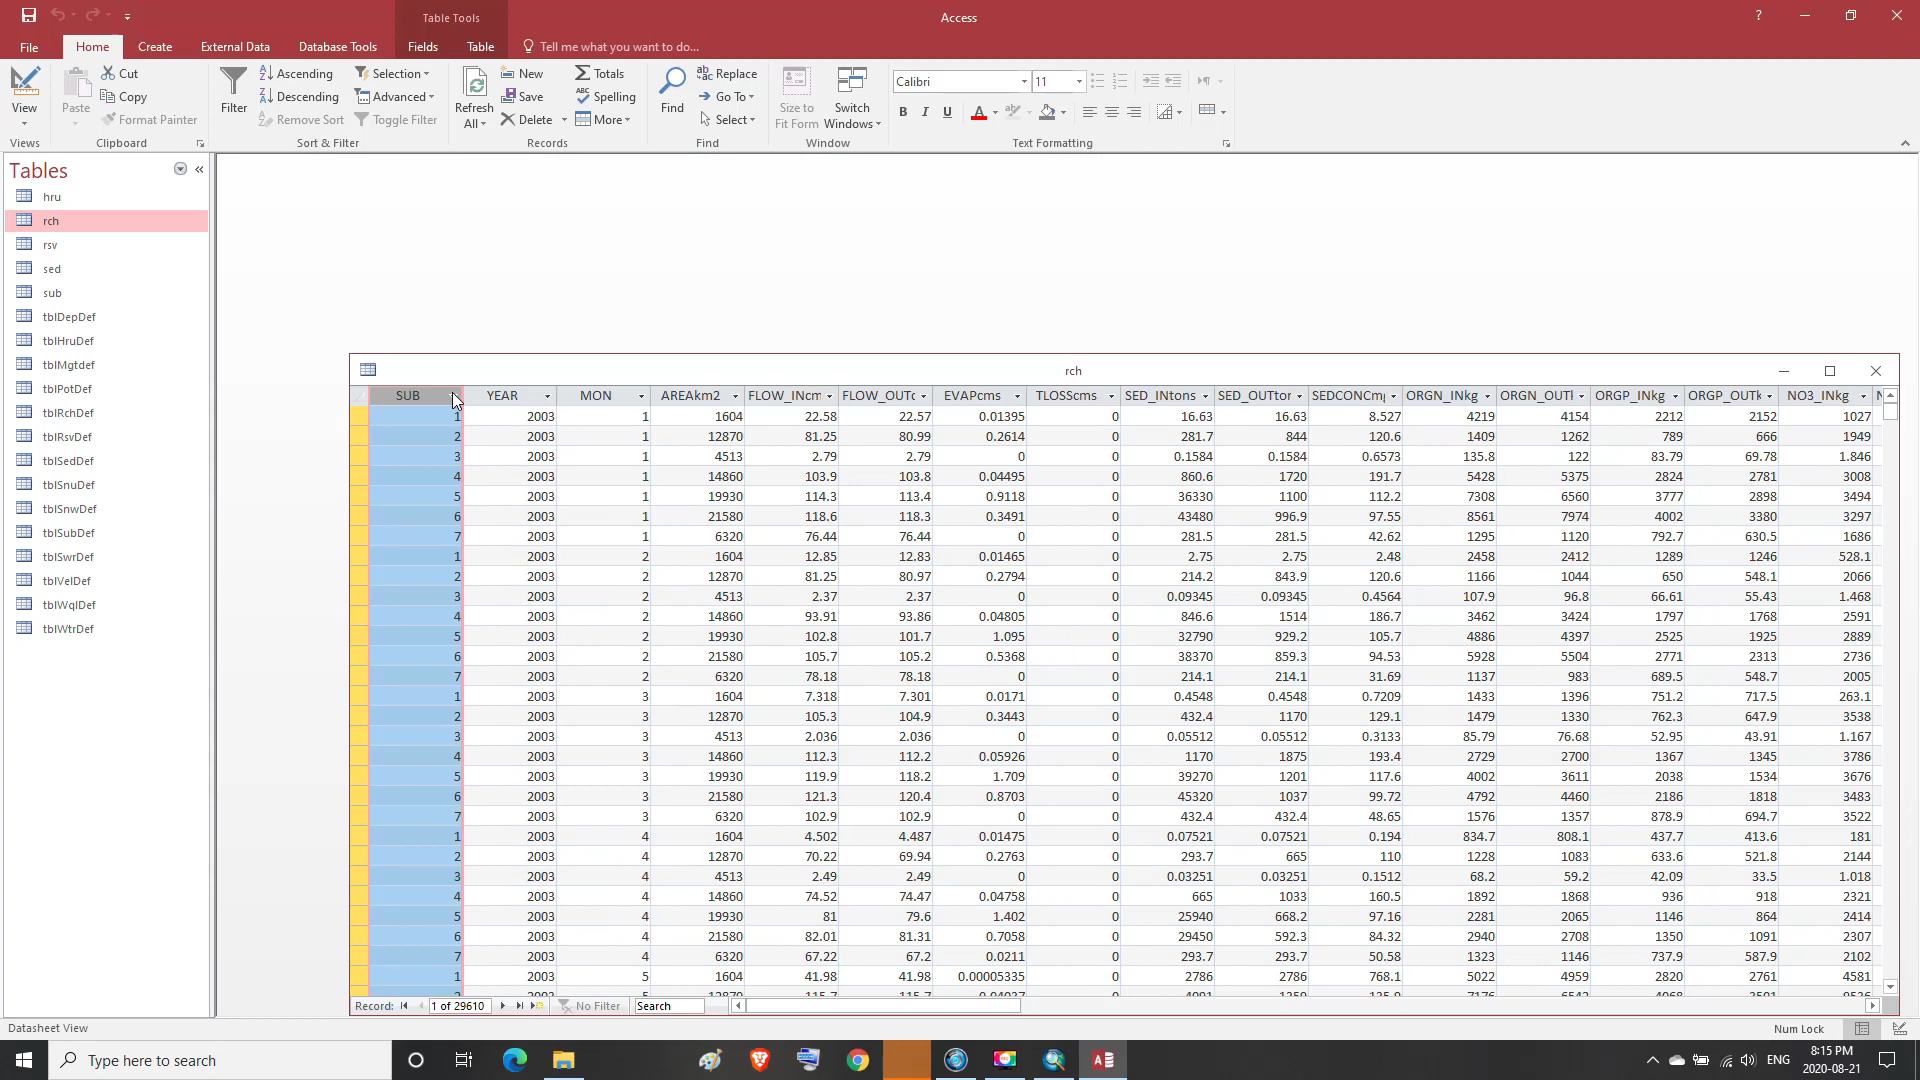 Table Tools
Access
?
File
Home
Create
External Data
Database Tools
Fields
Table
Tell me what you want to do...
View
Paste
Cut
Copy
Format Painter
Filter
Ascending
Descending
Remove Sort
Selection
Advanced
Toggle Filter
Refresh All
New
Save
Delete
Totals
Spelling
More
Find
Replace
Go To
Select
Size to Fit Form
Switch Windows
Calibri
11
B I U A
Views
Clipboard
Sort & Filter
Records
Find
Window
Text Formatting
Tables
hru
rch
rsv
sed
sub
tblDepDef
tblHruDef
tblMgtdef
tblPotDef
tblRchDef
tblRsvDef
tblSedDef
tblSnuDef
tblSnwDef
tblSubDef
tblSwrDef
tblVelDef
tblWqlDef
tblWtrDef
rch
SUB YEAR MON AREAkm2 FLOW_INcm FLOW_OUTc EVAPcms TLOSScms SED_INtons SED_OUTtor SEDCONCm ORGN_INkg ORGN_OUTl ORGP_INkg ORGP_OUTk NO3_INkg
1 2003 1 1604 22.58 22.57 0.01395 0 16.63 16.63 8.527 4219 4154 2212 2152 1027
2 2003 1 12870 81.25 80.99 0.2614 0 281.7 844 120.6 1409 1262 789 666 1949
3 2003 1 4513 2.79 2.79 0 0 0.1584 0.1584 0.6573 135.8 122 83.79 69.78 1.846
4 2003 1 14860 103.9 103.8 0.04495 0 860.6 1720 191.7 5428 5375 2824 2781 3008
5 2003 1 19930 114.3 113.4 0.9118 0 36330 1100 112.2 7308 6560 3777 2898 3494
6 2003 1 21580 118.6 118.3 0.3491 0 43480 996.9 97.55 8561 7974 4002 3380 3297
7 2003 1 6320 76.44 76.44 0 0 281.5 281.5 42.62 1295 1120 792.7 630.5 1686
1 2003 2 1604 12.85 12.83 0.01465 0 2.75 2.75 2.48 2458 2412 1289 1246 528.1
2 2003 2 12870 81.25 80.97 0.2794 0 214.2 843.9 120.6 1166 1044 650 548.1 2066
3 2003 2 4513 2.37 2.37 0 0 0.09345 0.09345 0.4564 107.9 96.8 66.61 55.43 1.468
4 2003 2 14860 93.91 93.86 0.04805 0 846.6 1514 186.7 3462 3424 1797 1768 2591
5 2003 2 19930 102.8 101.7 1.095 0 32790 929.2 105.7 4886 4397 2525 1925 2889
6 2003 2 21580 105.7 105.2 0.5368 0 38370 859.3 94.53 5928 5504 2771 2313 2736
7 2003 2 6320 78.18 78.18 0 0 214.1 214.1 31.69 1137 983 689.5 548.7 2005
1 2003 3 1604 7.318 7.301 0.0171 0 0.4548 0.4548 0.7209 1433 1396 751.2 717.5 263.1
2 2003 3 12870 105.3 104.9 0.3443 0 432.4 1170 129.1 1479 1330 762.3 647.9 3538
3 2003 3 4513 2.036 2.036 0 0 0.05512 0.05512 0.3133 85.79 76.68 52.95 43.91 1.167
4 2003 3 14860 112.3 112.2 0.05926 0 1170 1875 193.4 2729 2700 1367 1345 3786
5 2003 3 19930 119.9 118.2 1.709 0 39270 1201 117.6 4002 3611 2038 1534 3676
6 2003 3 21580 121.3 120.4 0.8703 0 45320 1037 99.72 4792 4460 2186 1818 3483
7 2003 3 6320 102.9 102.9 0 0 432.4 432.4 48.65 1576 1357 878.9 694.7 3522
1 2003 4 1604 4.502 4.487 0.01475 0 0.07521 0.07521 0.194 834.7 808.1 437.7 413.6 181
2 2003 4 12870 70.22 69.94 0.2763 0 293.7 665 110 1228 1083 633.6 521.8 2144
3 2003 4 4513 2.49 2.49 0 0 0.03251 0.03251 0.1512 68.2 59.2 42.09 33.5 1.018
4 2003 4 14860 74.52 74.47 0.04758 0 665 1033 160.5 1892 1868 936 918 2321
5 2003 4 19930 81 79.6 1.402 0 25940 668.2 97.16 2281 2065 1146 864 2414
6 2003 4 21580 82.01 81.31 0.7058 0 29450 592.3 84.32 2940 2708 1350 1091 2307
7 2003 4 6320 67.22 67.2 0.0211 0 293.7 293.7 50.58 1323 1146 737.9 587.9 2102
1 2003 5 1604 41.98 41.98 0.00005335 0 2786 2786 768.1 5022 4959 2820 2761 4581
Record: 1 of 29610 No Filter Search
Datasheet View
Num Lock
Type here to search
ENG
8:15 PM
2020-08-21